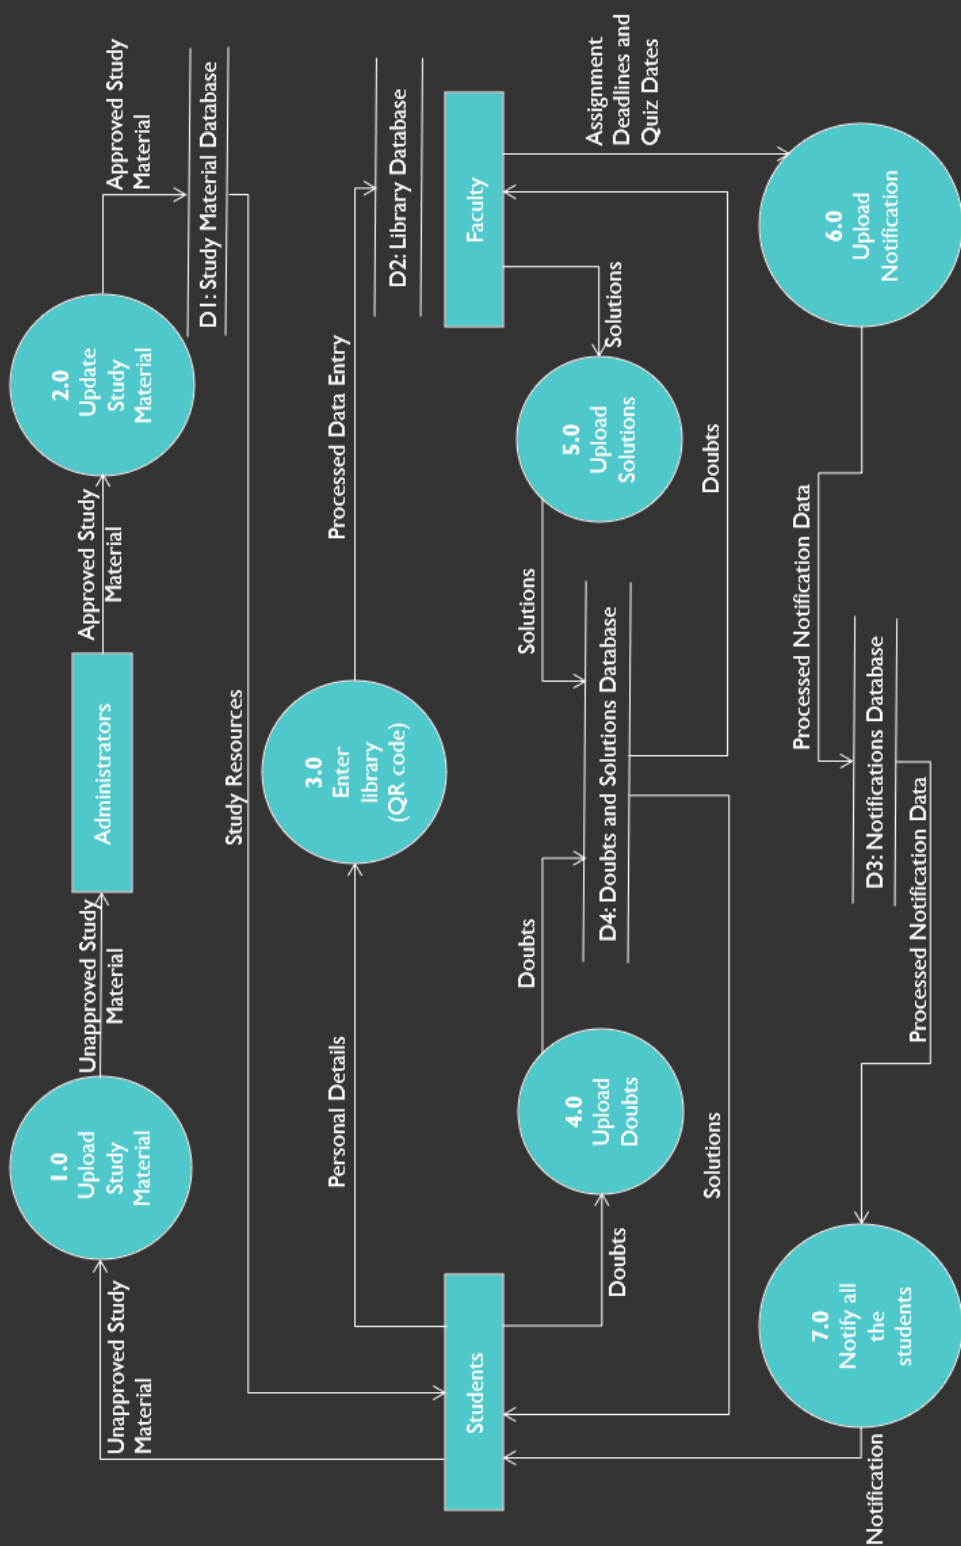 Unapproved Study
Material
1.0
Upload
Study
Material
Unapproved Study
Material
Administrators
Approved Study
Material
2.0
Update
Study
Material
Approved Study
Material
D1: Study Material Database
Study Resources
Personal Details
3.0
Enter
library
(QR code)
Processed Data Entry
D2: Library Database
Students
Faculty
Doubts
4.0
Upload
Doubts
Doubts
D4: Doubts and Solutions Database
Solutions
5.0
Upload
Solutions
Solutions
Solutions
Doubts
Assignment
Deadlines and
Quiz Dates
6.0
Upload
Notification
Processed Notification Data
D3: Notifications Database
Processed Notification Data
7.0
Notify all
the
students
Notification